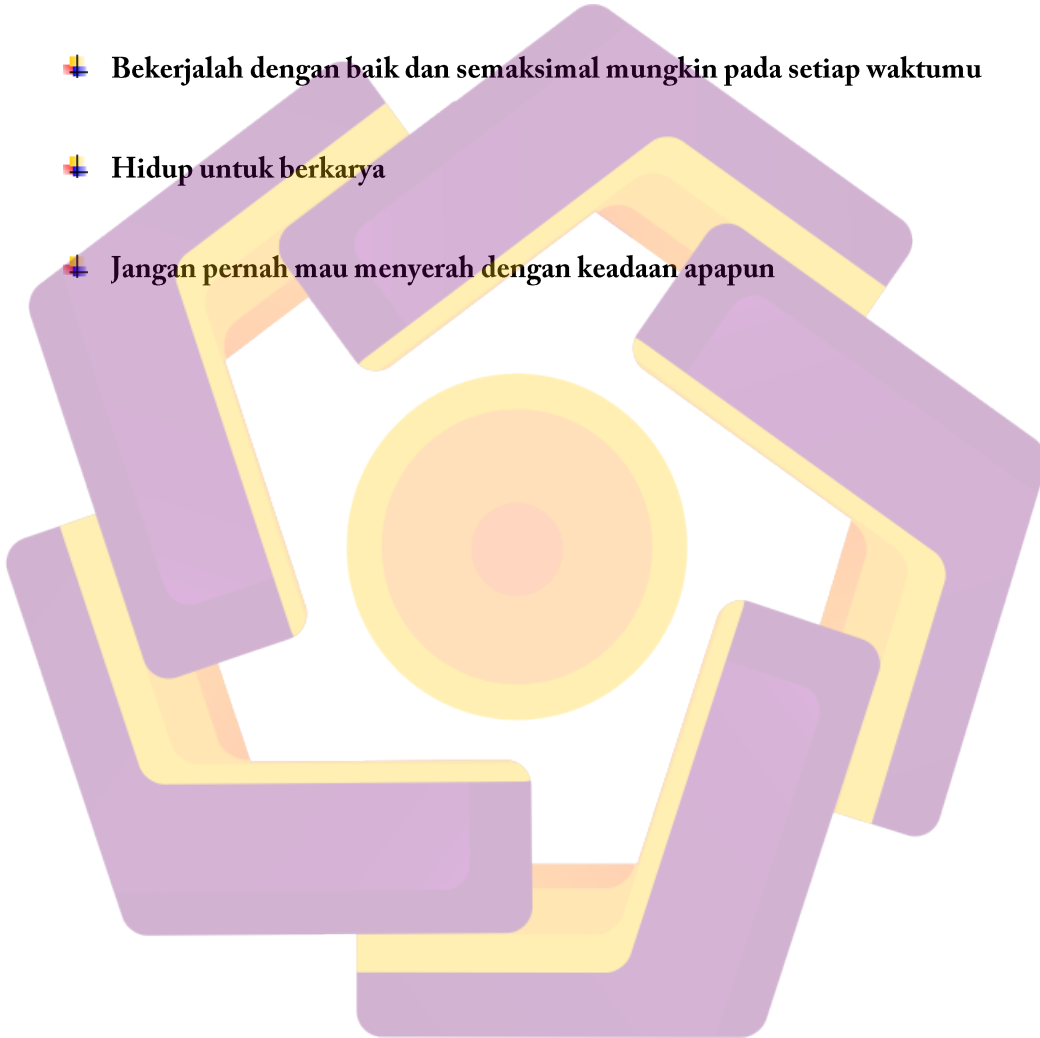 Bekerjalah dengan baik dan semaksimal mungkin pada setiap waktumu
Hidup untuk berkarya
Jangan pernah mau menyerah dengan keadaan apapun